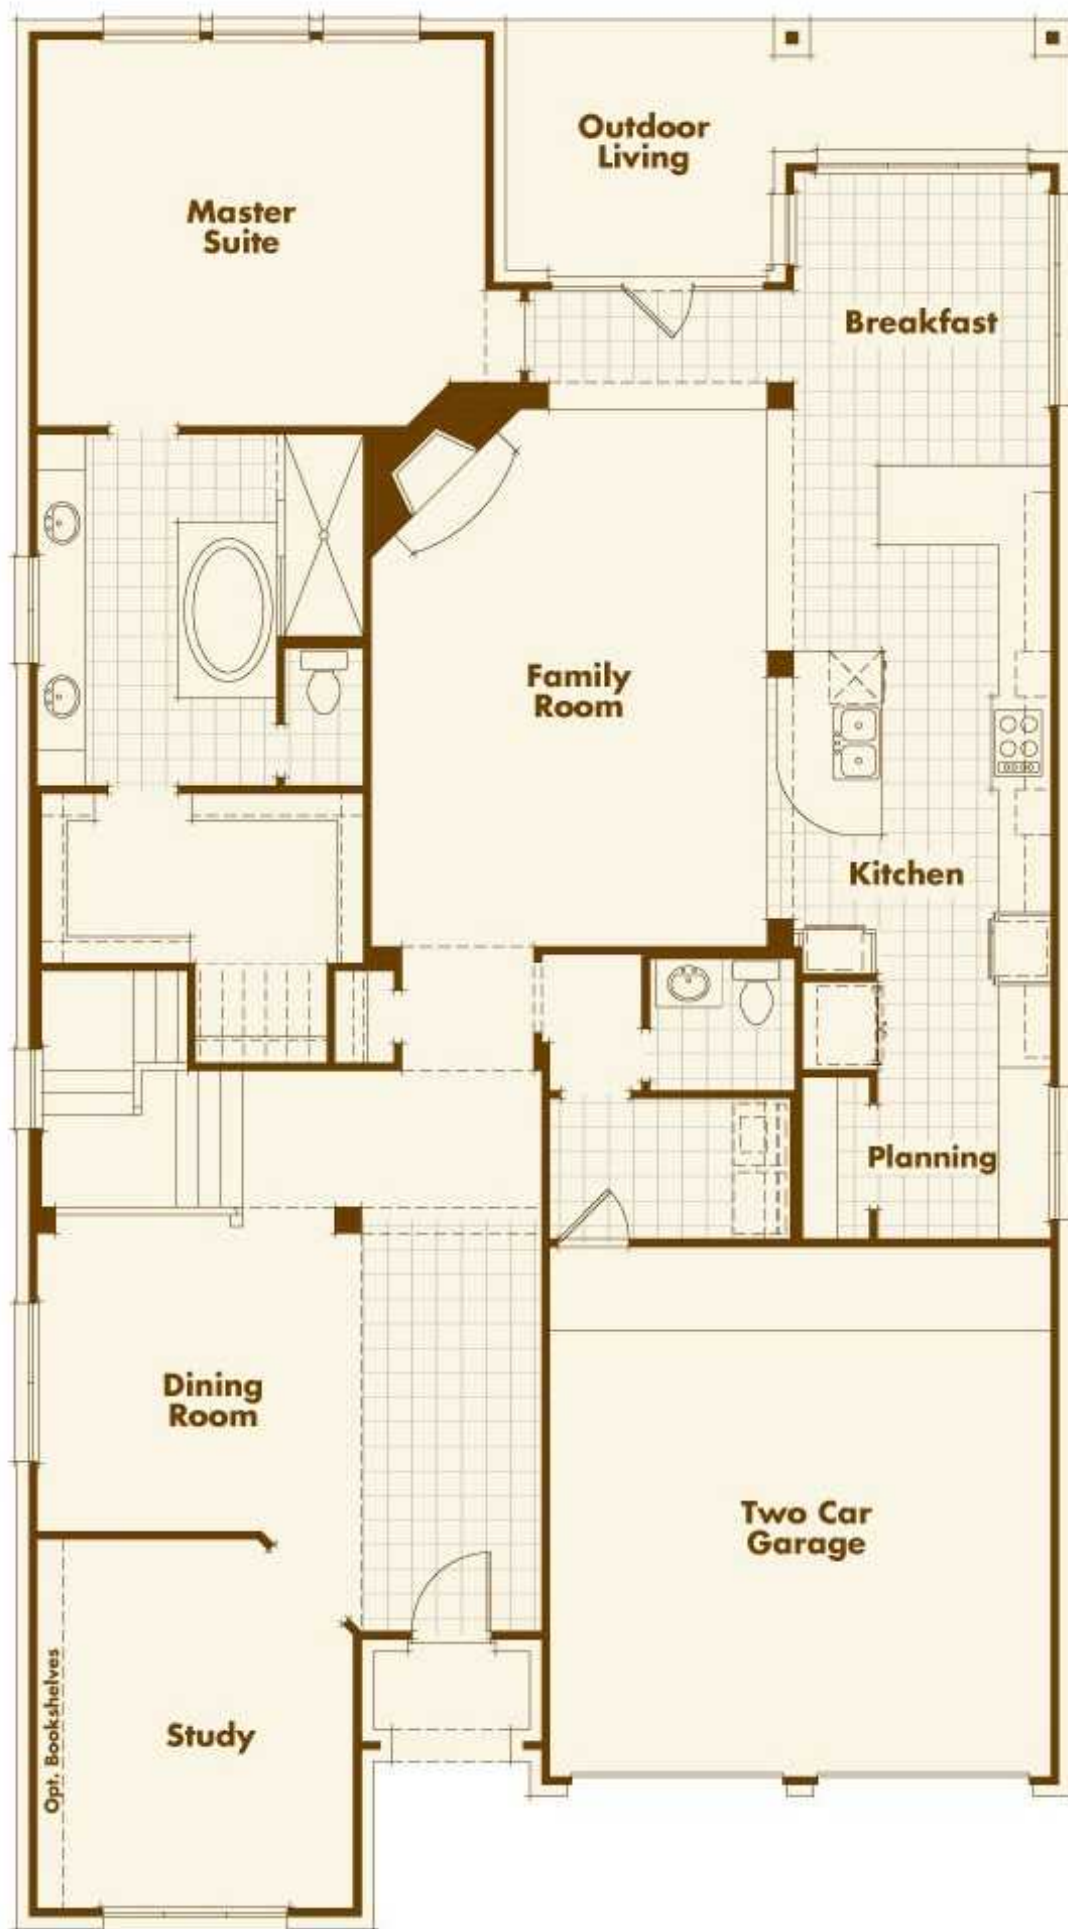 Outdoor
Living
Master
Suite
Breakfast
Family
Room
Kitchen
Planning
Dining
Room
Two Car
Garage
Opt. Bookshelves
Study